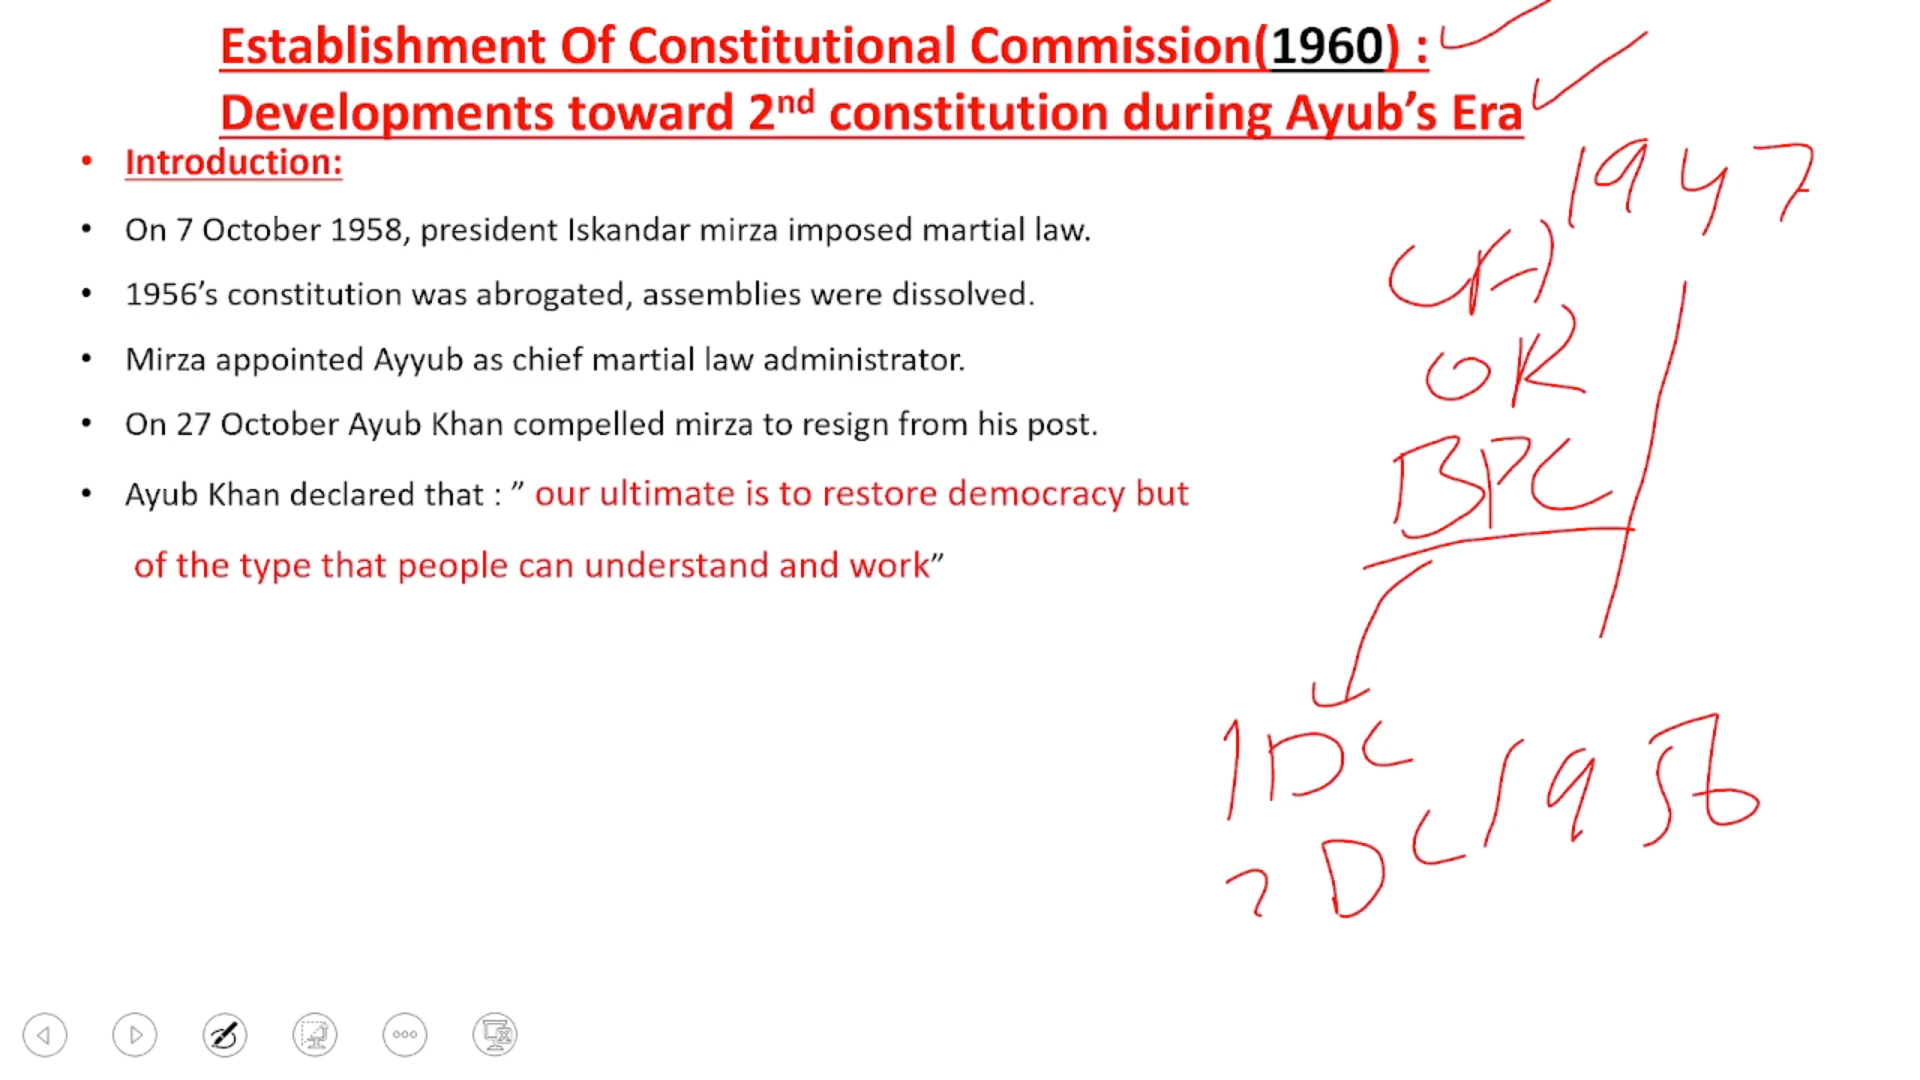 Establishment Of Constitutional Commission(1960) :
Developments toward 2nd constitution during Ayub's Era
• Introduction:
• On 7 October 1958, president Iskandar mirza imposed martial law.
• 1956's constitution was abrogated, assemblies were dissolved.
• Mirza appointed Ayyub as chief martial law administrator.
• On 27 October Ayub Khan compelled mirza to resign from his post.
• Ayub Khan declared that : ” our ultimate is to restore democracy but
of the type that people can understand and work”
1947
OR
BPC
1DC
2DC
1956